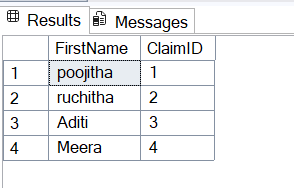 Results Messages
FirstName ClaimID
1 poojitha 1
2 ruchitha 2
3 Aditi 3
4 Meera 4